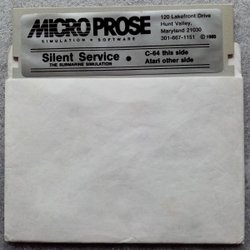 MICRO PROSE
SIMULATION • SOFTWARE
120 Lakefront Drive
Hunt Valley,
Maryland 21030
301-667-1151 © 1985
Silent Service
THE SUBMARINE SIMULATION
C-64 this side
Atari other side